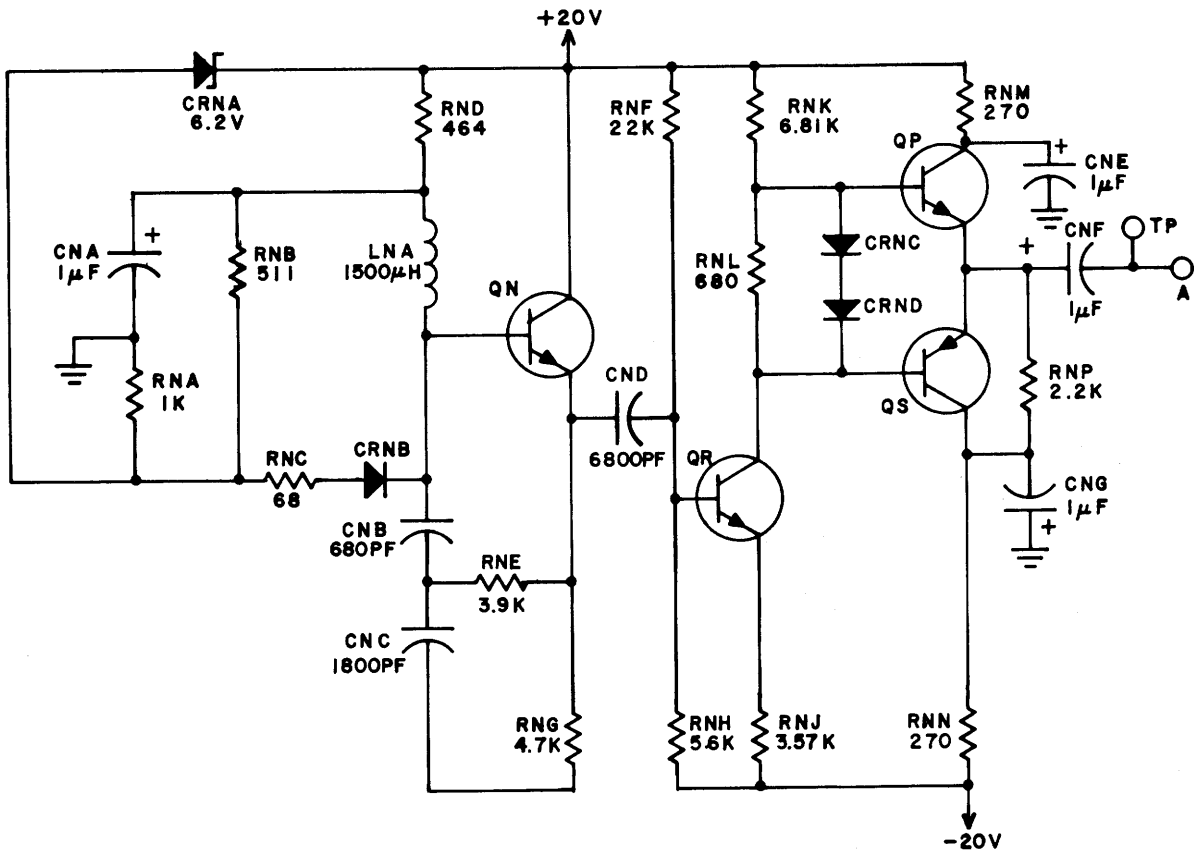 +20V
CRNA
6.2V
RND
464
RNF
22K
RNK
6.81K
RNM
270
QP
+
CNE
1µF
CNA
+
1µF
RNB
511
LNA
1500µH
QN
RNL
680
CRNC
CRND
+
CNF
1µF
TP
A
RNA
1K
CND
6800PF
QS
RNP
2.2K
RNC
68
CRNB
QR
CNG
1µF
+
CNB
680PF
RNE
3.9K
CNC
1800PF
RNG
4.7K
RNH
5.6K
RNJ
3.57K
RNN
270
-20V